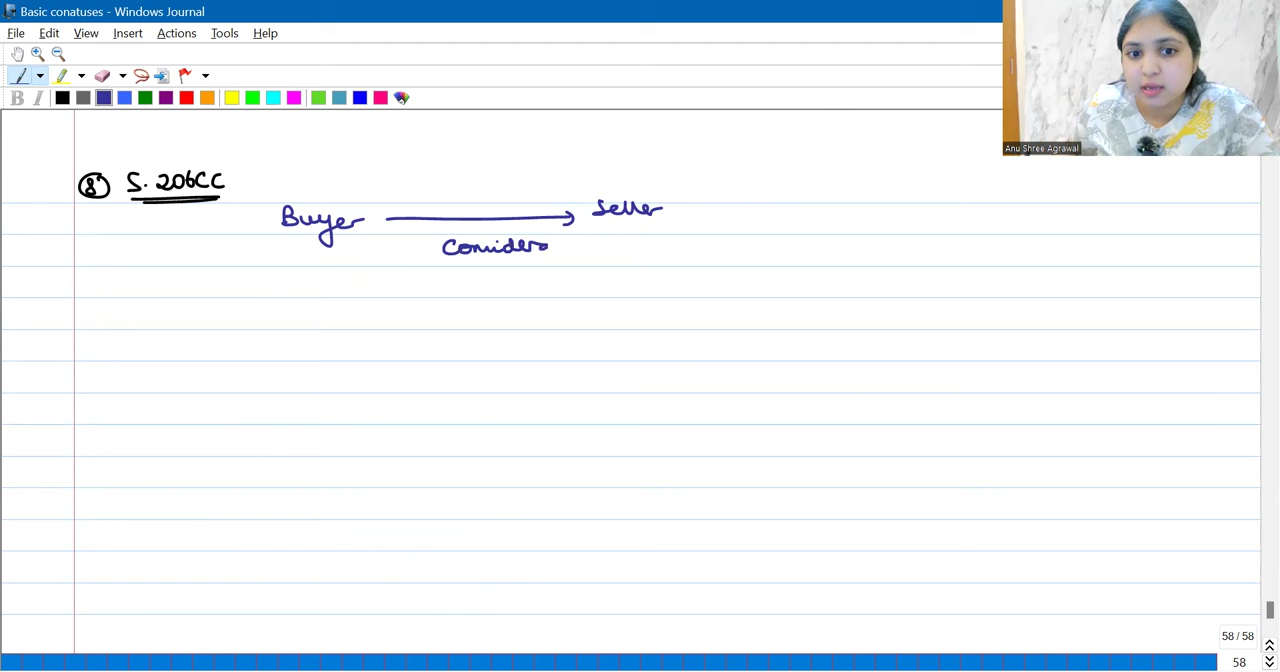 Basic conatuses - Windows Journal
File Edit View Insert Actions Tools Help
B I
Anu Shree Agrawal
8 S. 206CC
Buyer Seller
Considera
58 / 58
58